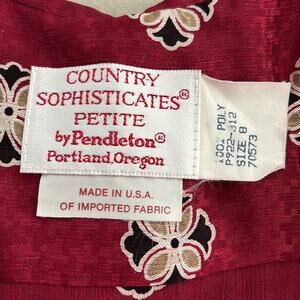 COUNTRY
SOPHISTICATES®
PETITE
by Pendleton®
Portland, Oregon
MADE IN U.S.A.
OF IMPORTED FABRIC
100% POLY
P922-312
SIZE 8
70573